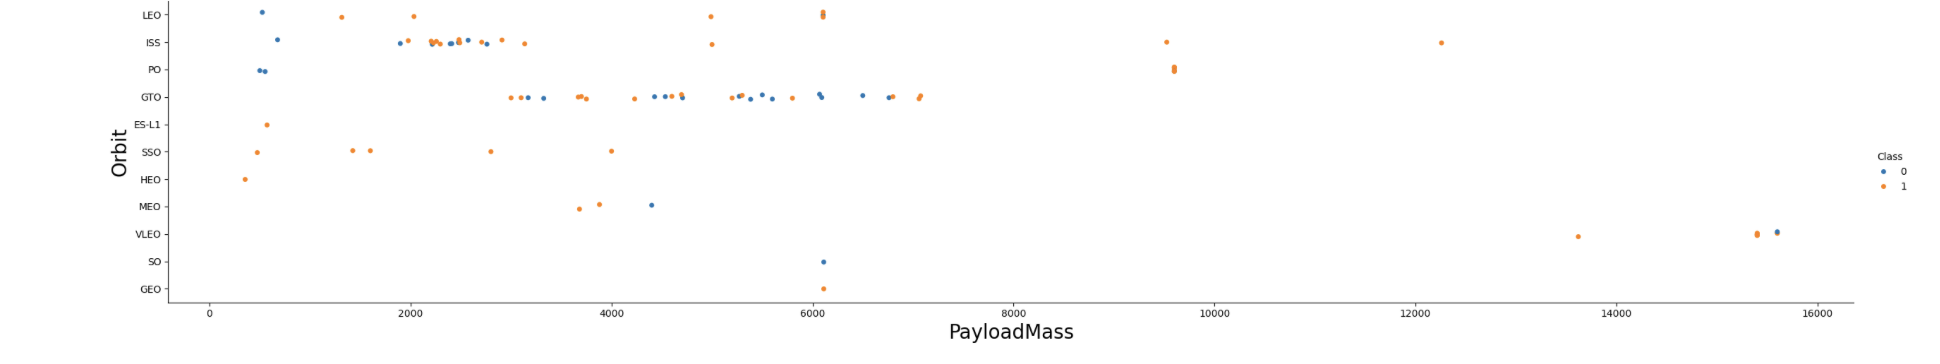 LEO
ISS
PO
GTO
ES-L1
SSO
HEO
MEO
VLEO
SO
GEO
Orbit
0 2000 4000 6000 8000 10000 12000 14000 16000
PayloadMass
Class
0
1